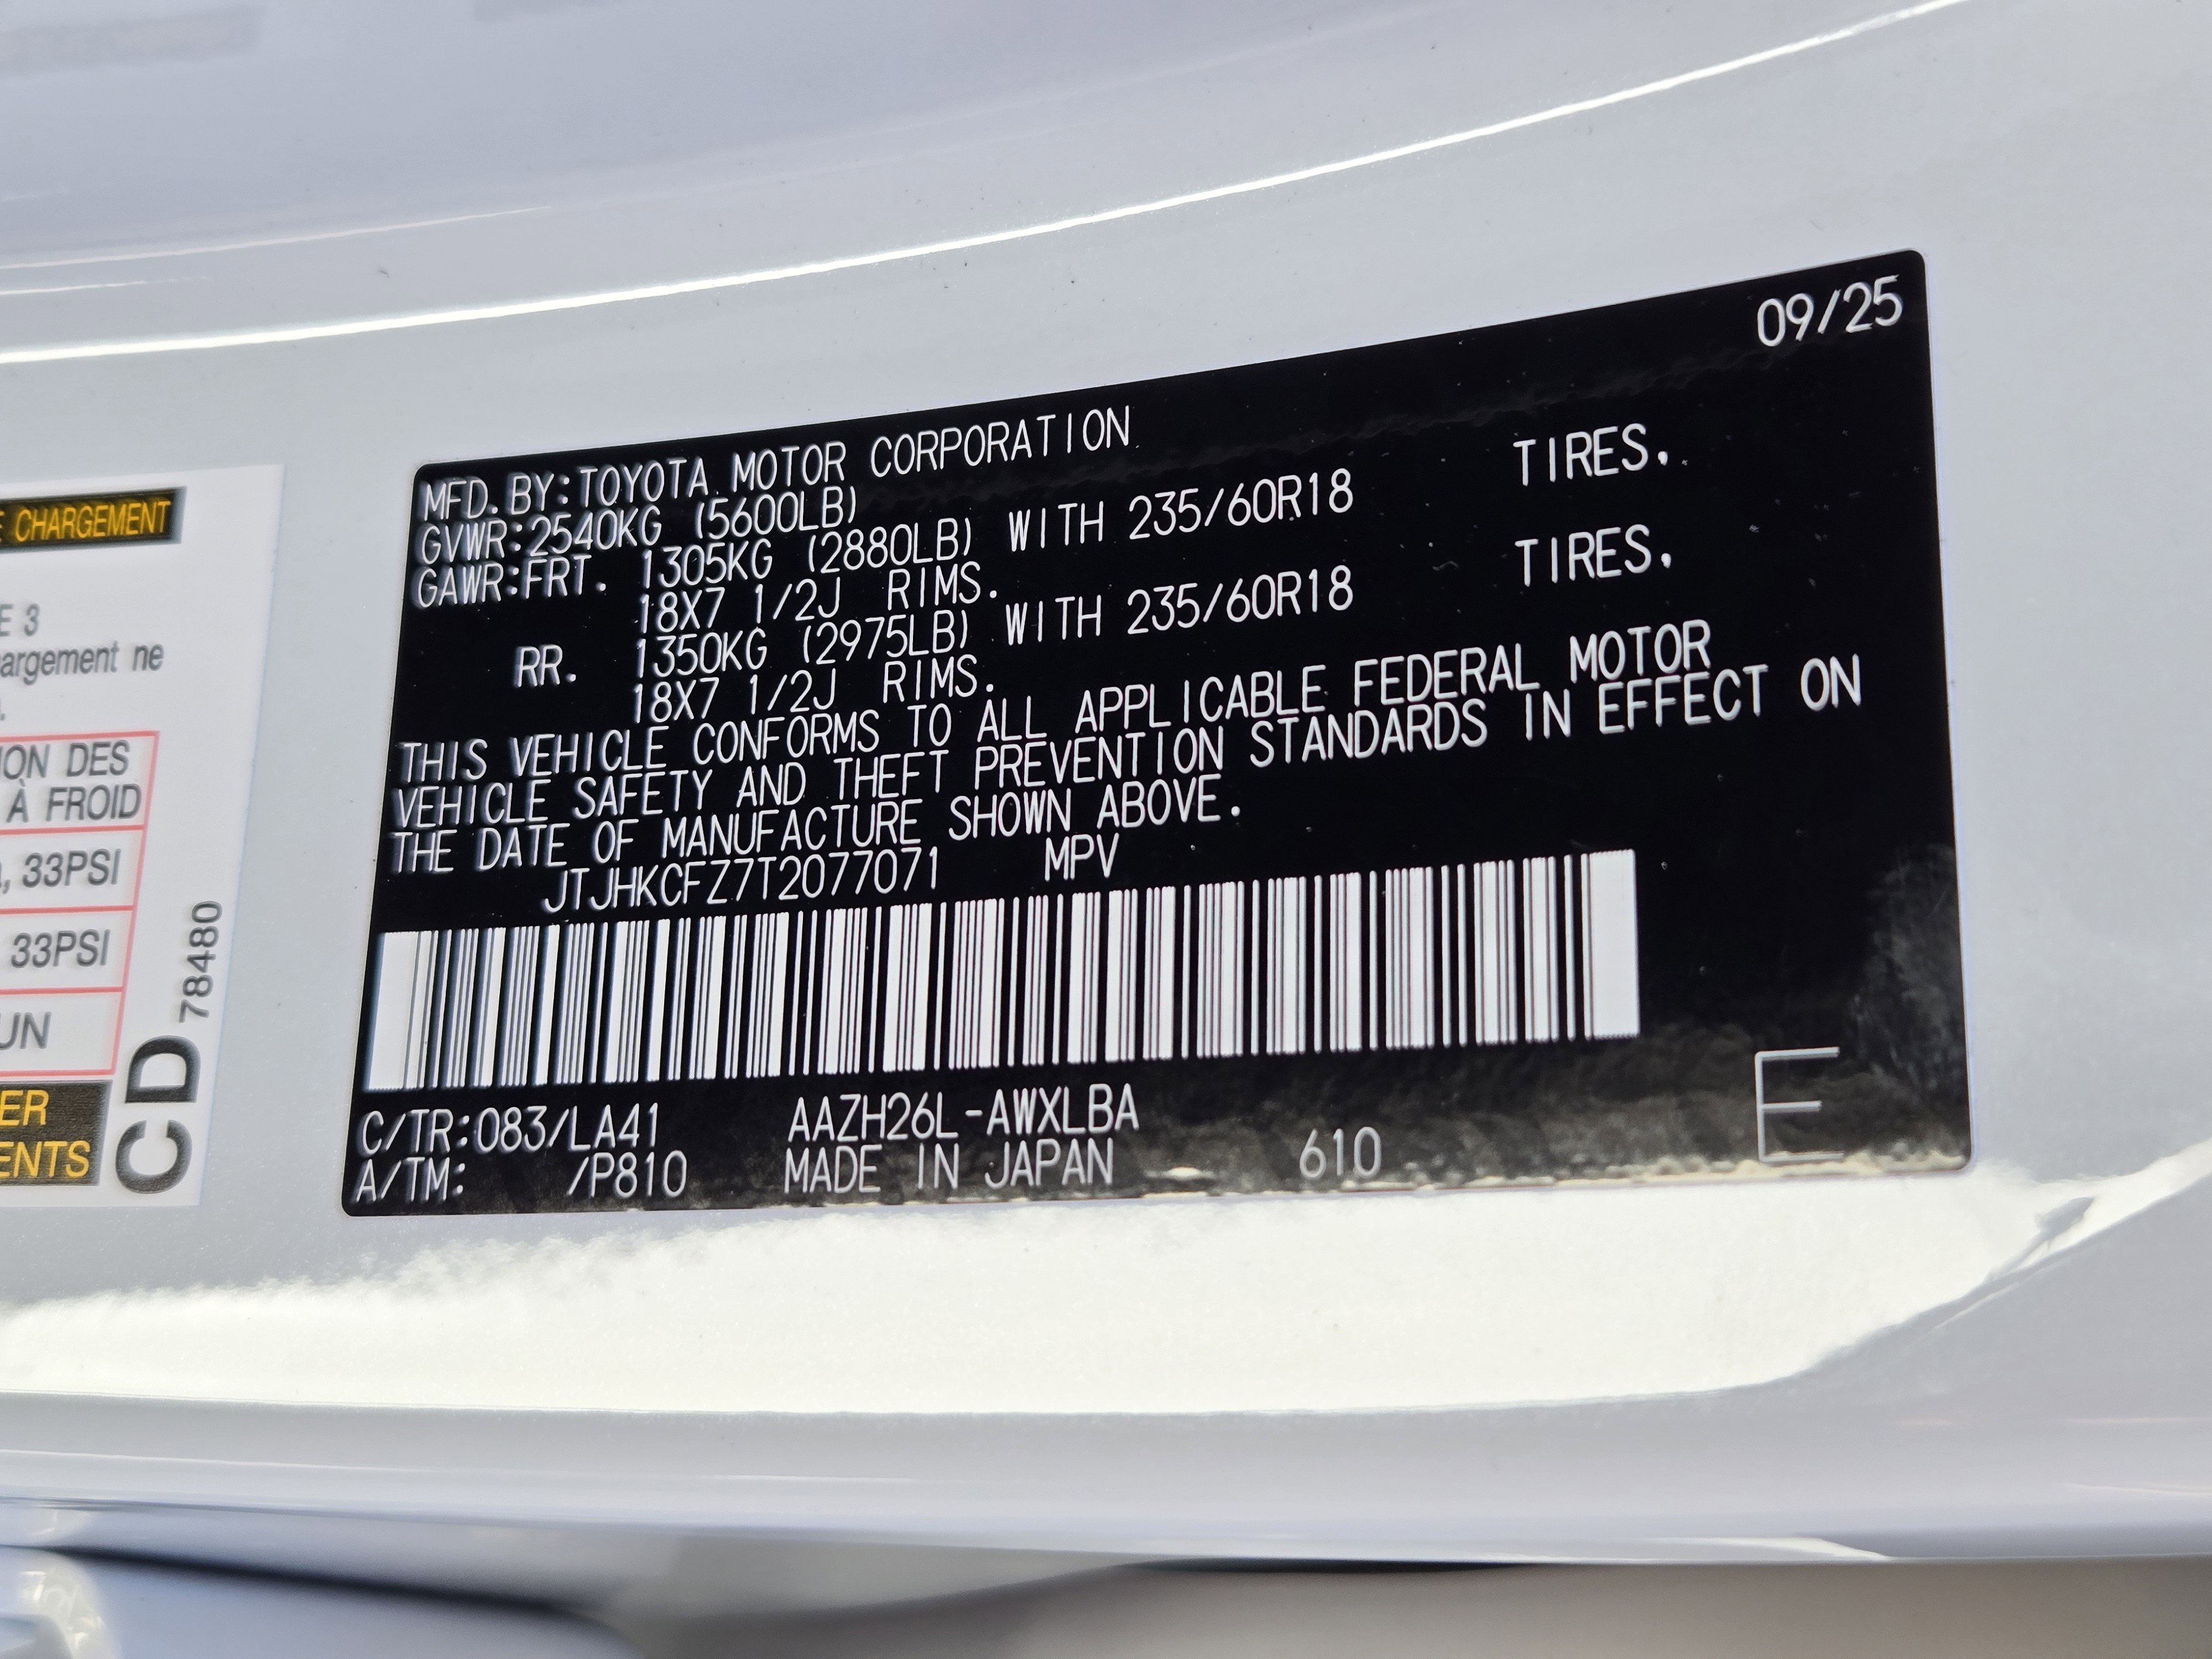 CHARGEMENT
E 3
argement ne
ION DES
À FROID
, 33PSI
33PSI
UN
ER
ENTS
CD 78480
09/25
MFD. BY:TOYOTA MOTOR CORPORATION
GVWR:2540KG (5600LB)
GAWR:FRT. 1305KG (2880LB) WITH 235/60R18 TIRES.
18X7 1/2J RIMS.
RR. 1350KG (2975LB) WITH 235/60R18 TIRES.
18X7 1/2J RIMS.
THIS VEHICLE CONFORMS TO ALL APPLICABLE FEDERAL MOTOR
VEHICLE SAFETY AND THEFT PREVENTION STANDARDS IN EFFECT ON
THE DATE OF MANUFACTURE SHOWN ABOVE.
JTJHKCFZ7T2077071 MPV
C/TR:083/LA41 AAZH26L-AWXLBA
A/TM: /P810 MADE IN JAPAN 610
E